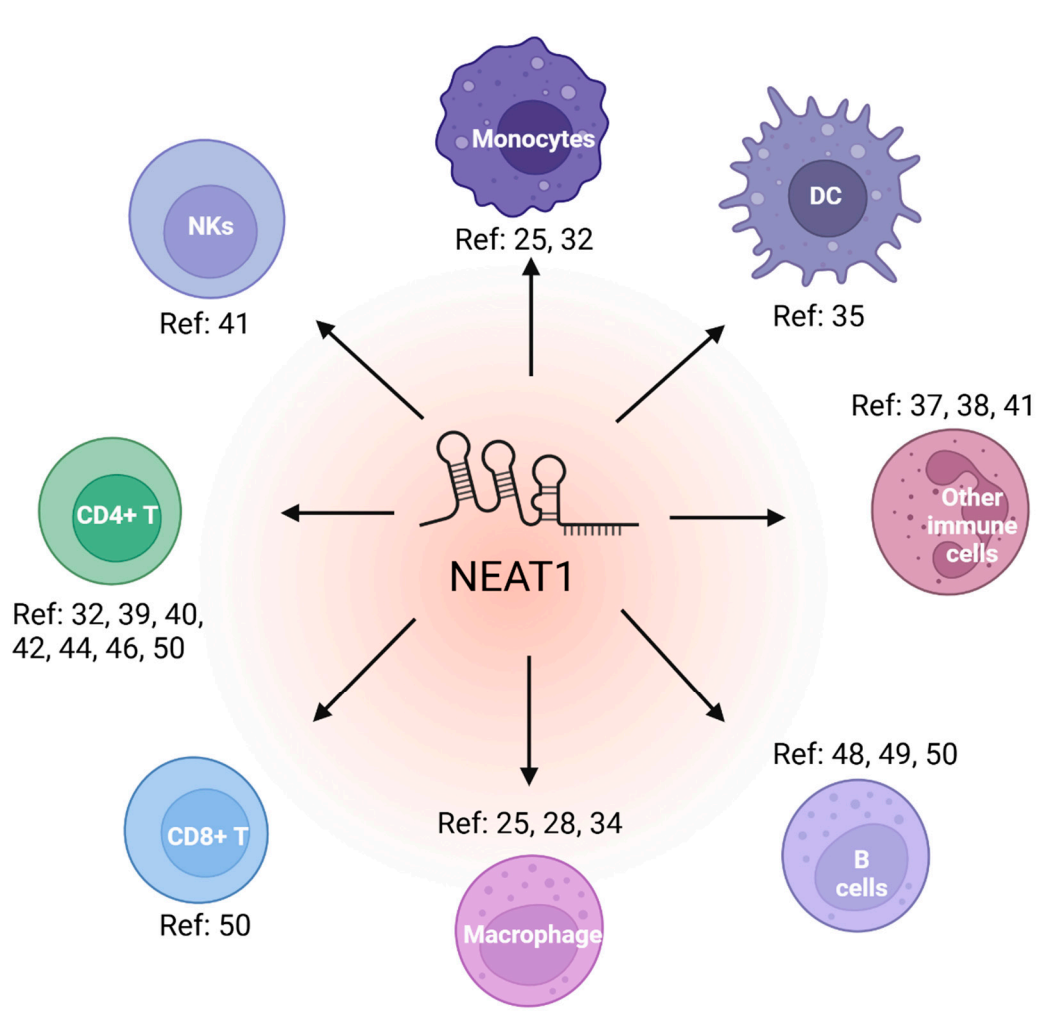 Monocytes
Ref: 25, 32
DC
Ref: 35
NKs
Ref: 41
Ref: 37, 38, 41
Other
immune
cells
CD4+ T
Ref: 32, 39, 40,
42, 44, 46, 50
NEAT1
Ref: 48, 49, 50
B
cells
CD8+ T
Ref: 50
Ref: 25, 28, 34
Macrophage